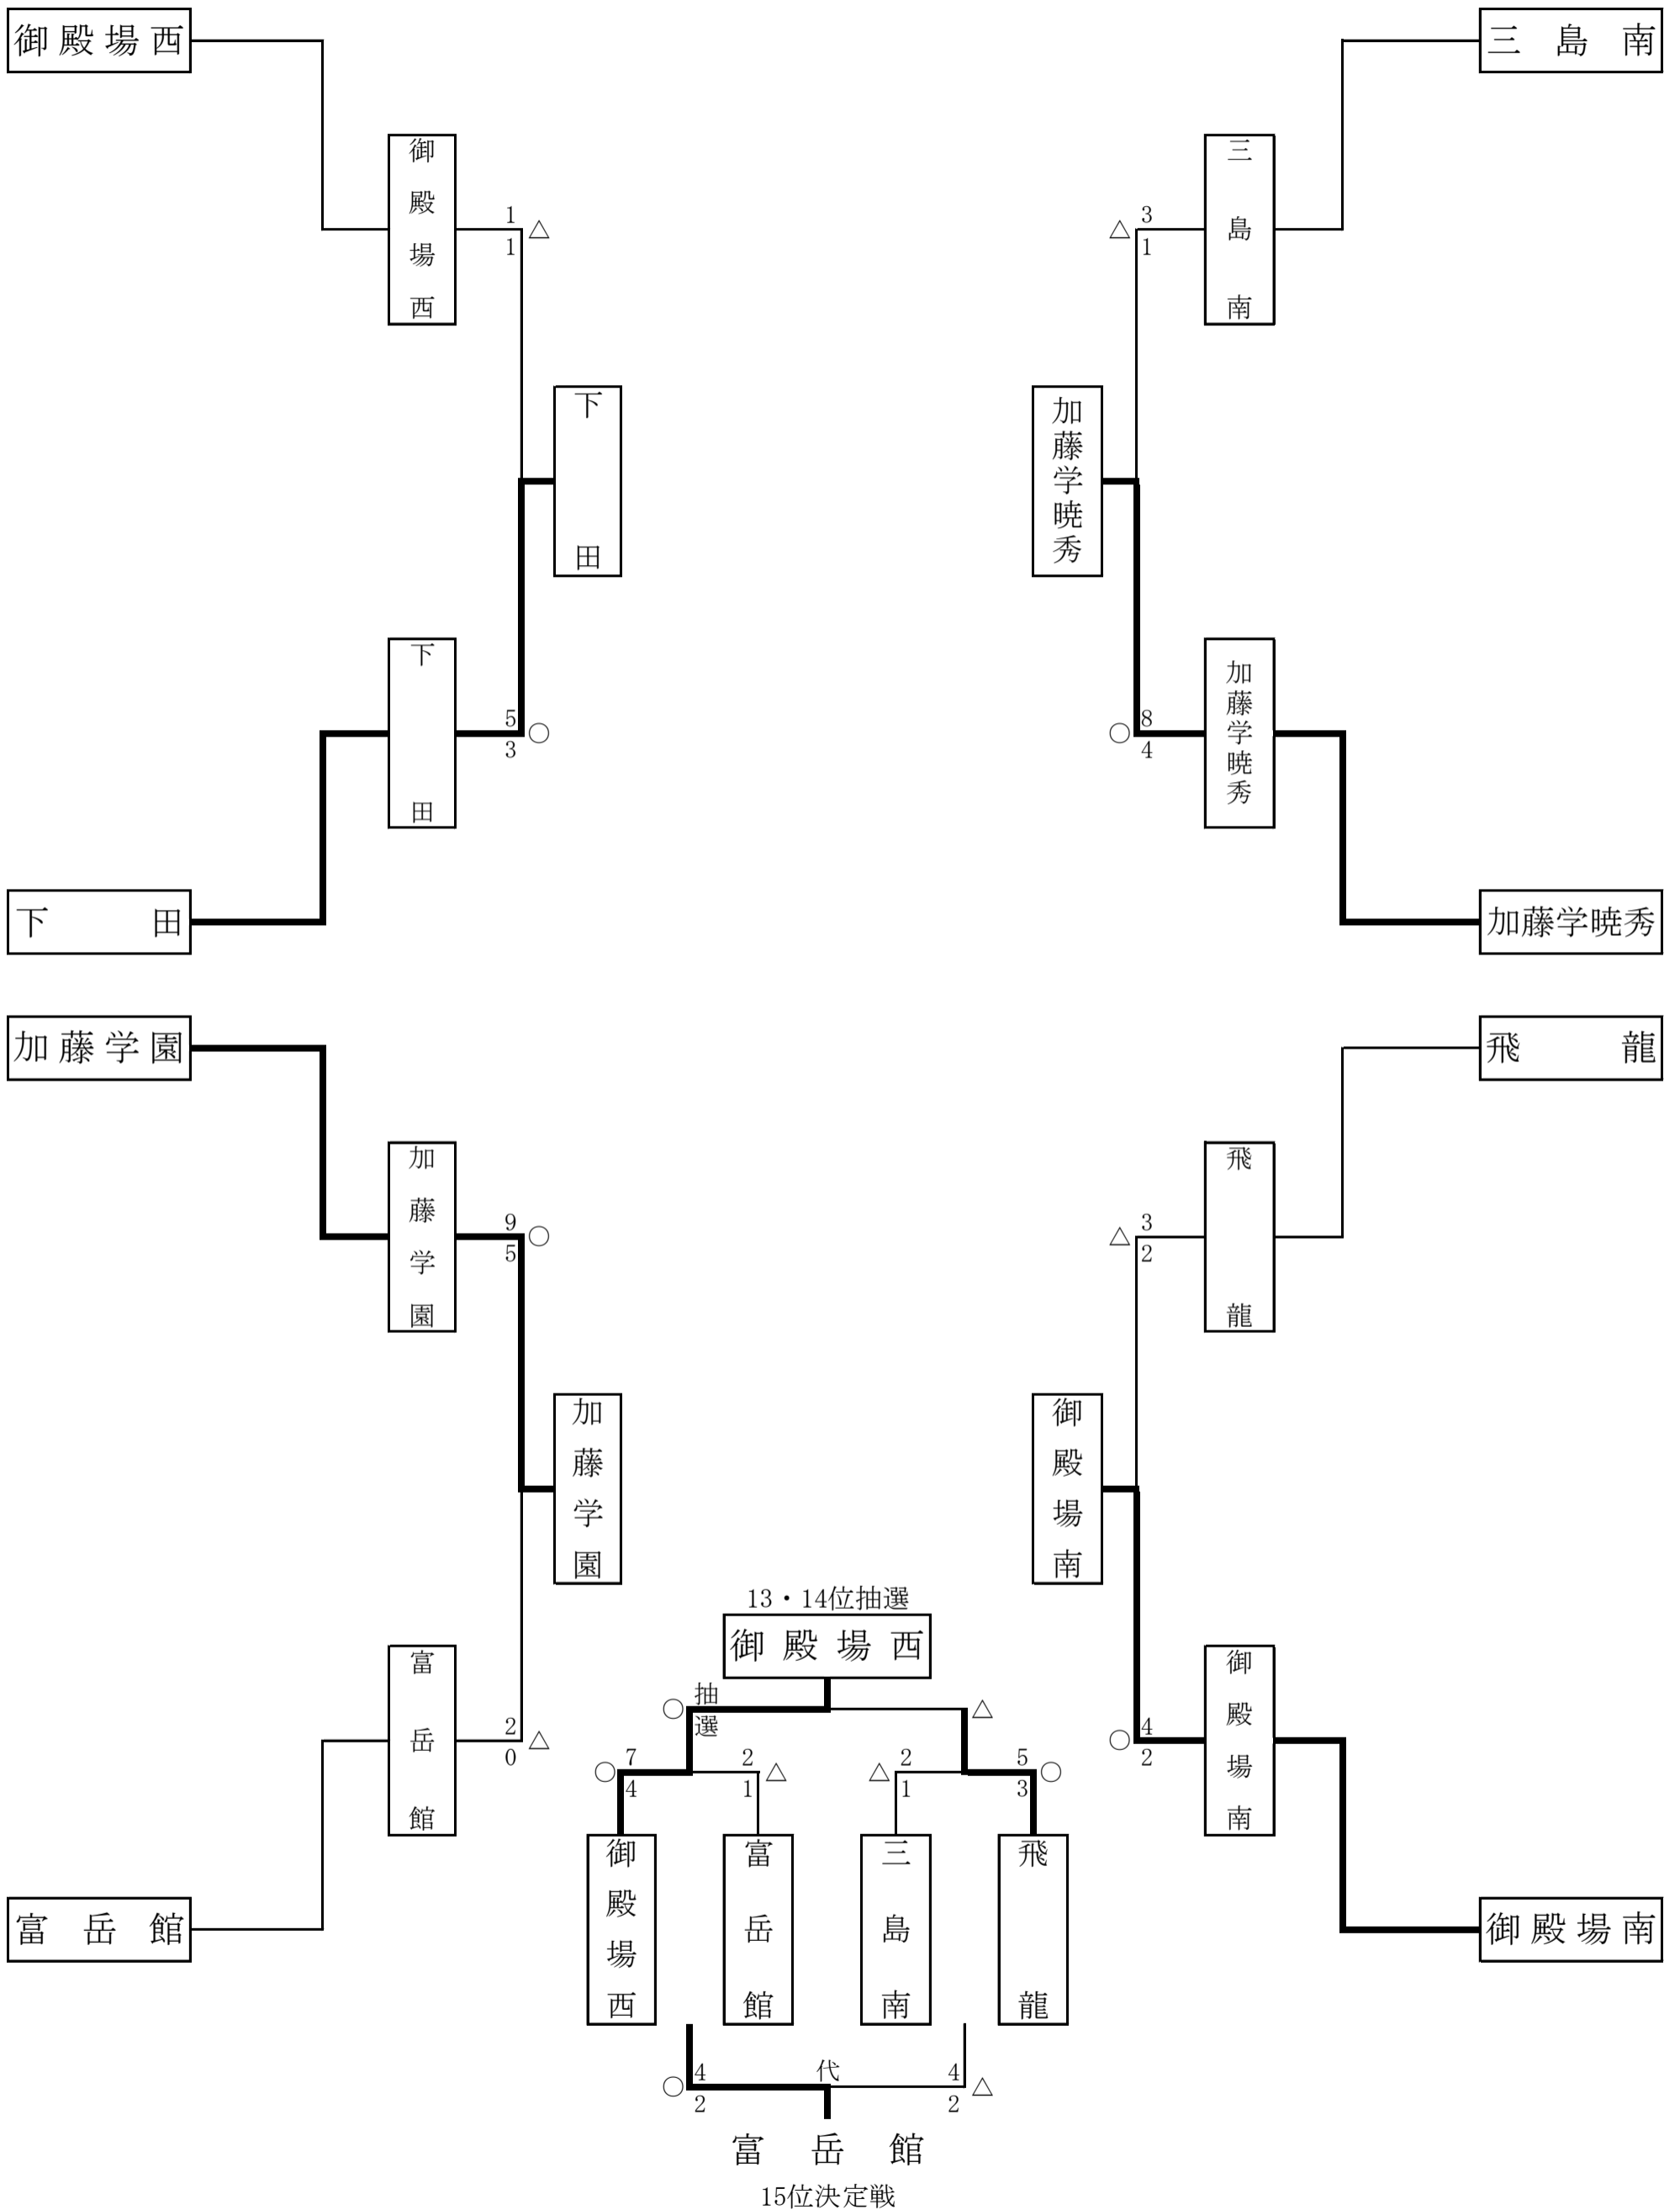 御殿場西
三島南
御殿場西
三島南
1 △
1
△ 3
1
下田
加藤学暁秀
下田
加藤学暁秀
5 ○
3
○ 8
4
下田
加藤学暁秀
加藤学園
飛龍
加藤学園
飛龍
9 ○
5
△ 3
2
加藤学園
御殿場南
富岳館
御殿場南
2 △
0
○ 4
2
富岳館
御殿場南
13・14位抽選
御殿場西
○ 抽選 △
○ 7 2 △ △ 2 5 ○
4 1 1 3
御殿場西
富岳館
三島南
飛龍
○ 4 代 4 △
2 2
富岳館
15位決定戦